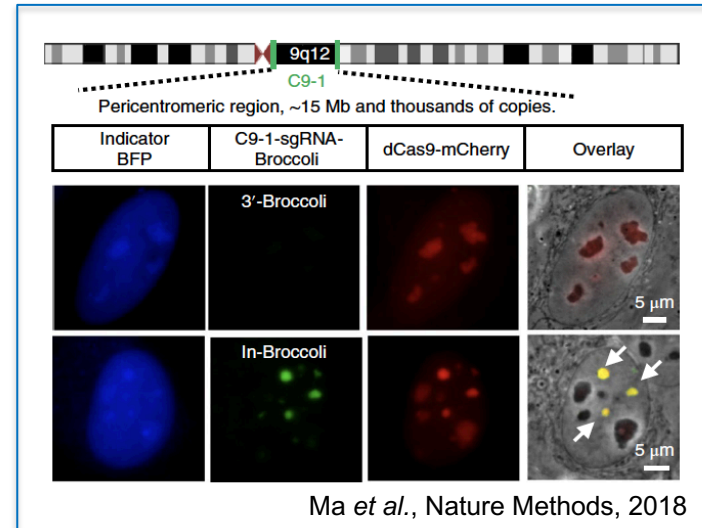 9q12
C9-1
Pericentromeric region, ~15 Mb and thousands of copies.
Indicator BFP
C9-1-sgRNA-Broccoli
dCas9-mCherry
Overlay
3′-Broccoli
5 μm
In-Broccoli
5 μm
Ma et al., Nature Methods, 2018